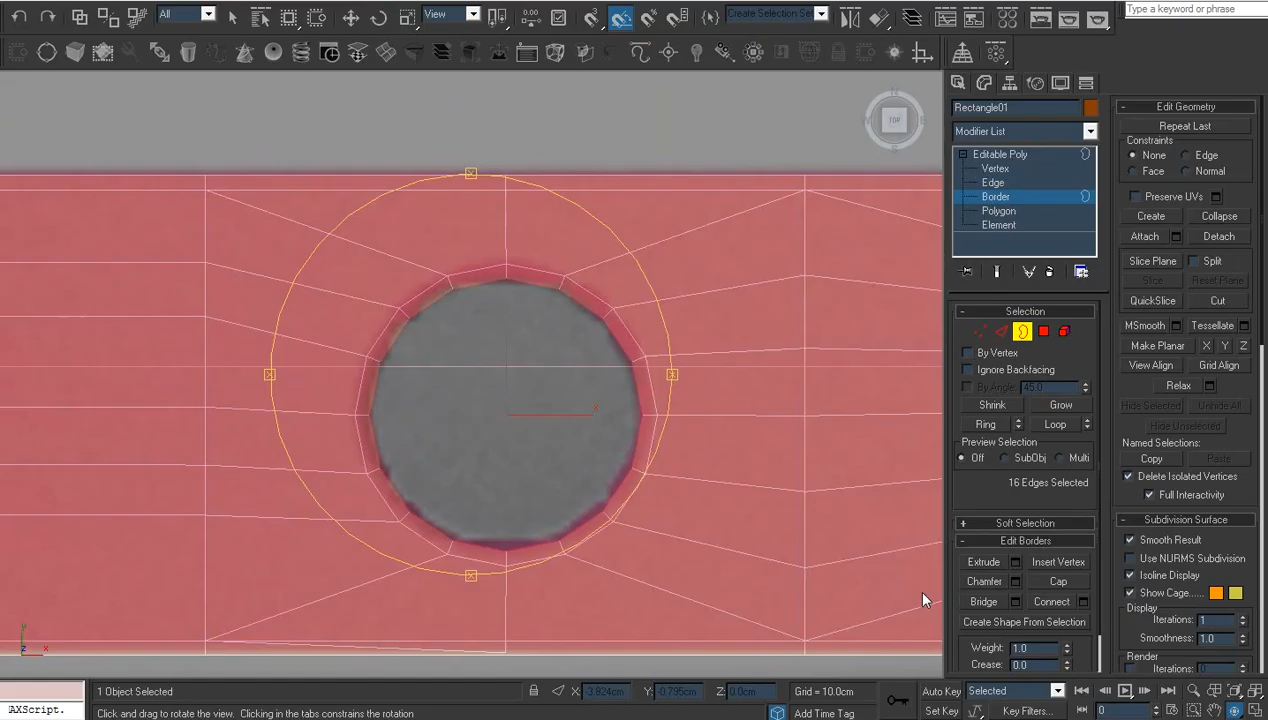 All
View
0.00
Create Selection Set
Type a keyword or phrase
N
TOP
Rectangle01
Modifier List
Editable Poly
Vertex
Edge
Border
Polygon
Element
Selection
By Vertex
Ignore Backfacing
By Angle: 45.0
Shrink Grow
Ring Loop
Preview Selection
Off SubObj Multi
16 Edges Selected
Soft Selection
Edit Borders
Extrude Insert Vertex
Chamfer Cap
Bridge Connect
Create Shape From Selection
Weight: 1.0
Crease: 0.0
Edit Geometry
Repeat Last
Constraints
None Edge
Face Normal
Preserve UVs
Create Collapse
Attach Detach
Slice Plane Split
Slice Reset Plane
QuickSlice Cut
MSmooth Tessellate
Make Planar X Y Z
View Align Grid Align
Relax
Hide Selected Unhide All
Hide Unselected
Named Selections:
Copy Paste
Delete Isolated Vertices
Full Interactivity
Subdivision Surface
Smooth Result
Use NURMS Subdivision
Isoline Display
Show Cage......
Display
Iterations: 1
Smoothness: 1.0
Render
Iterations: 0
x
y
z x
1 Object Selected
X: -3.824cm Y: -0.795cm Z: 0.0cm Grid = 10.0cm
Auto Key Selected
Click and drag to rotate the view. Clicking in the tabs constrains the rotation
Add Time Tag
Set Key Key Filters... 0